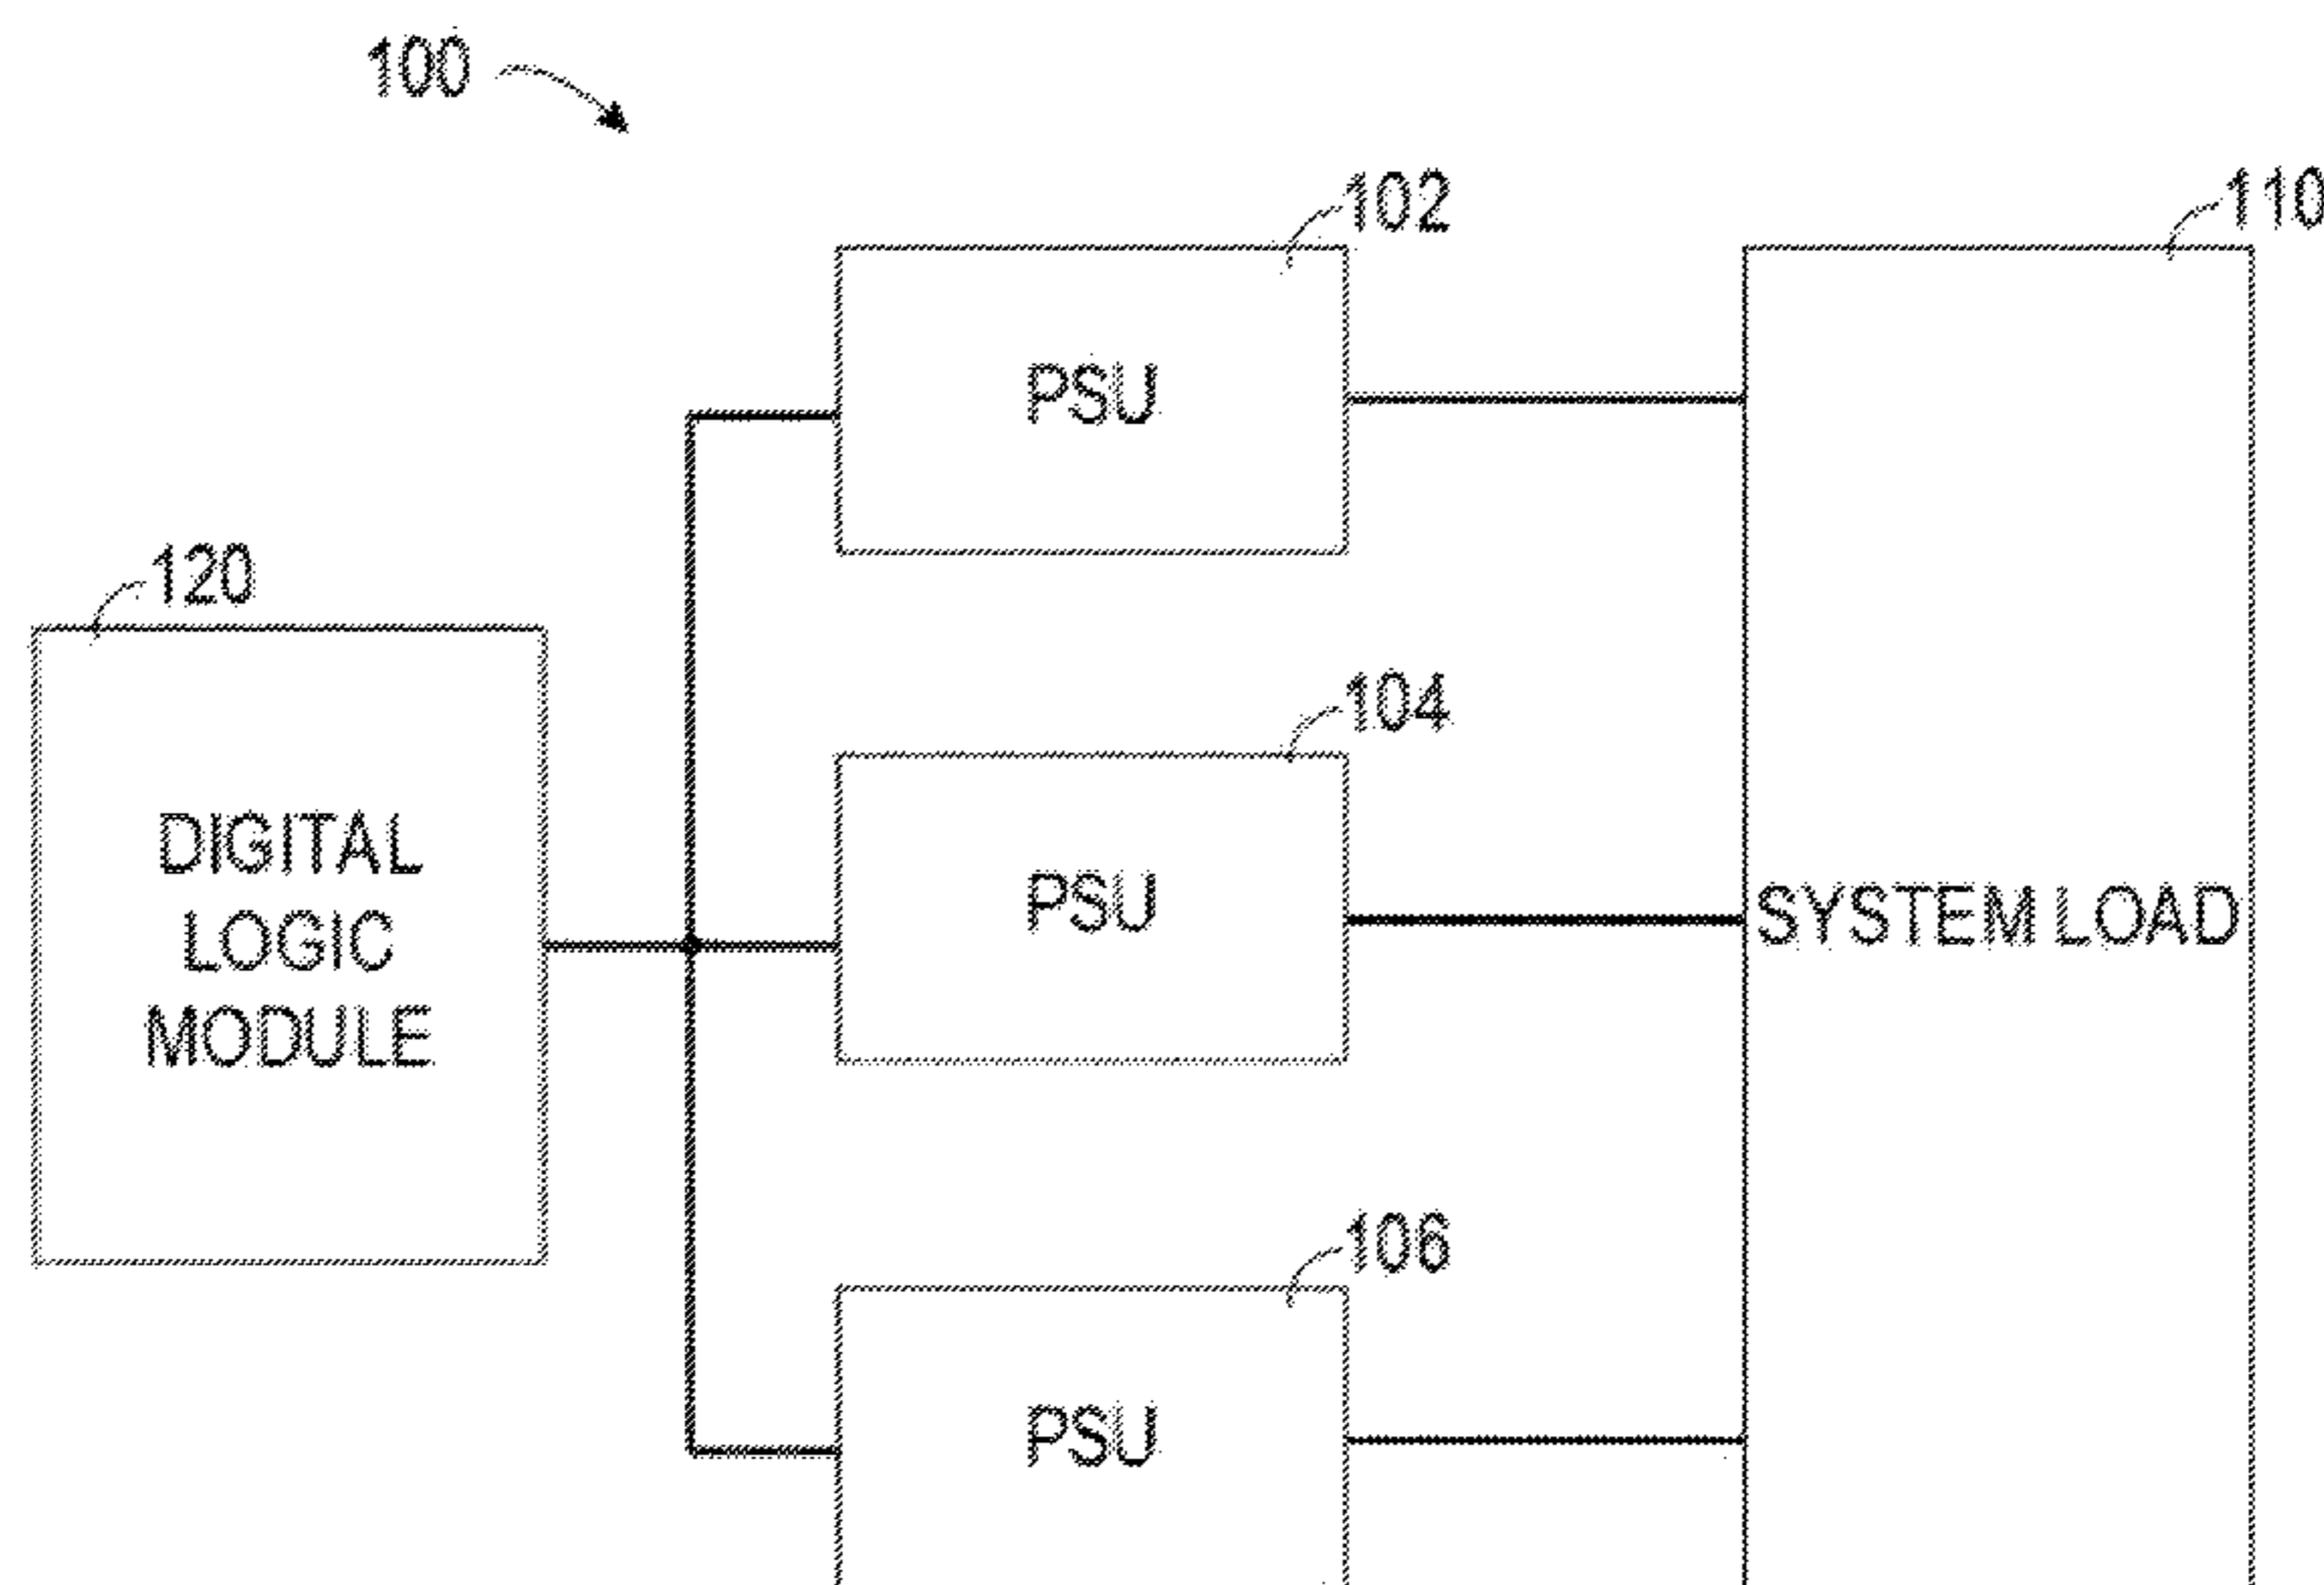 100
102
110
PSU
120
104
DIGITAL
LOGIC
MODULE
PSU
SYSTEM LOAD
106
PSU